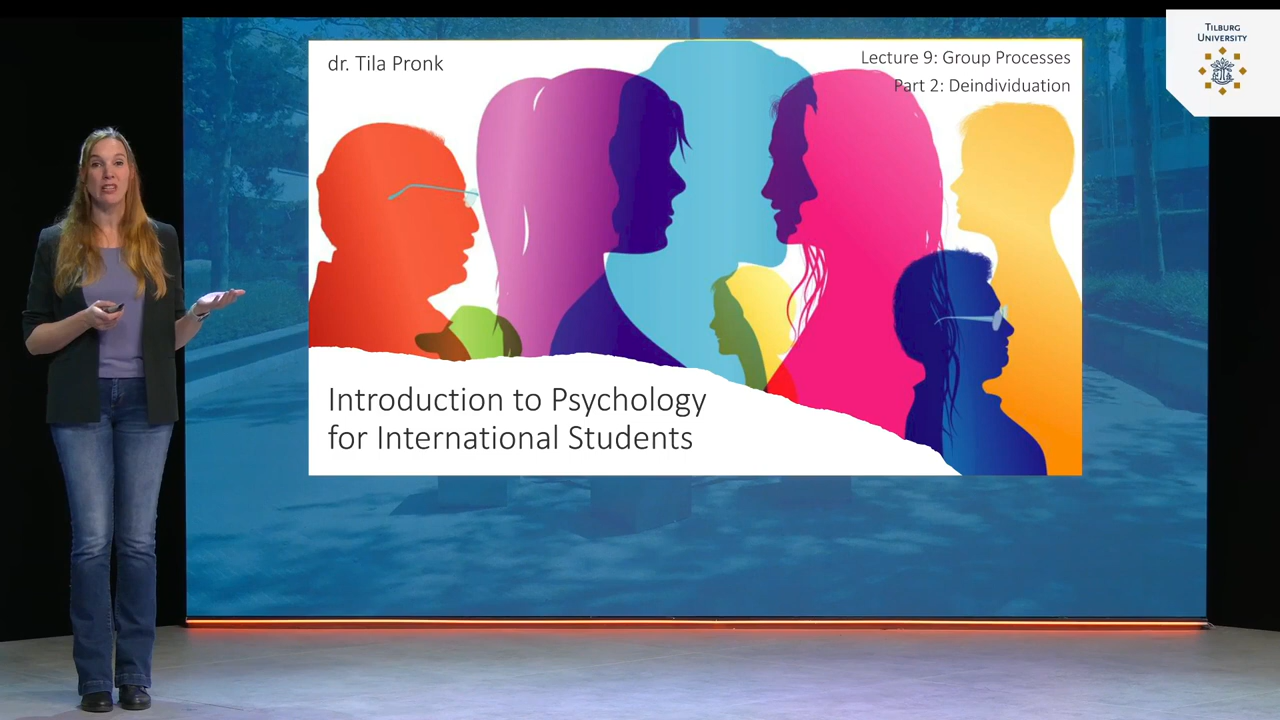 dr. Tila Pronk
Lecture 9: Group Processes
Part 2: Deindividuation
Introduction to Psychology
for International Students
TILBURG
UNIVERSITY